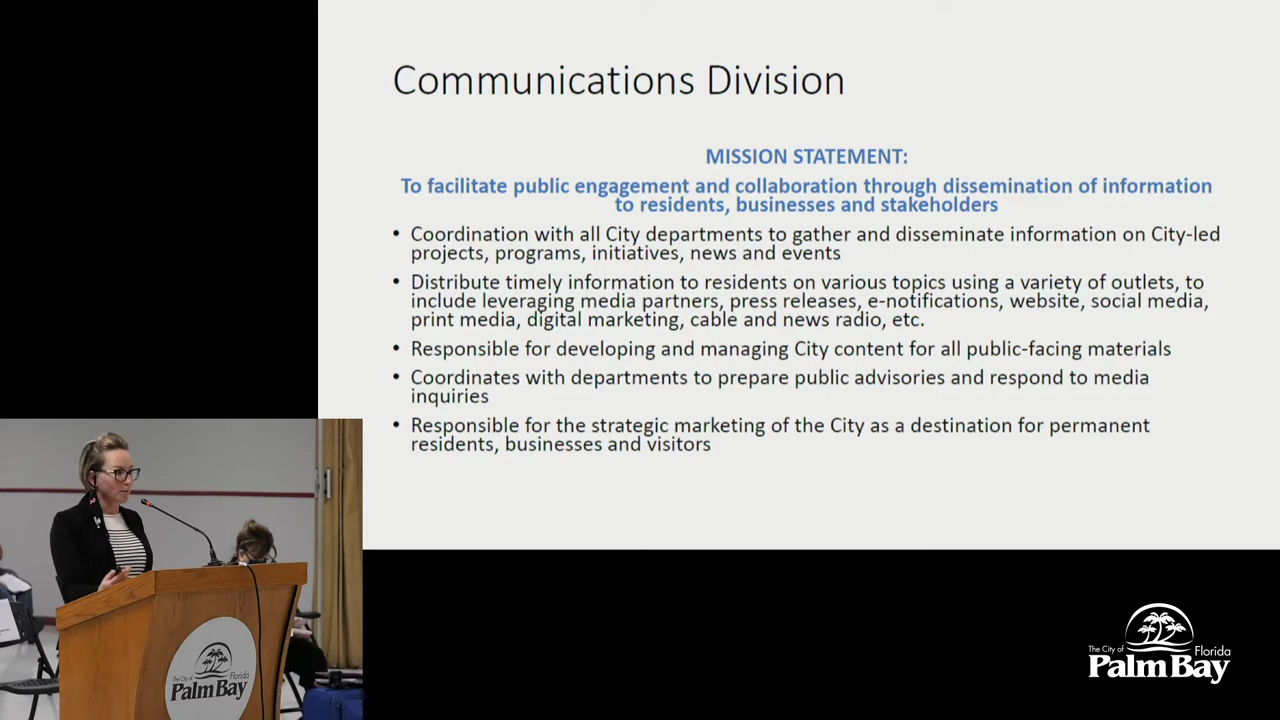 Communications Division
MISSION STATEMENT:
To facilitate public engagement and collaboration through dissemination of information
to residents, businesses and stakeholders
• Coordination with all City departments to gather and disseminate information on City-led
projects, programs, initiatives, news and events
• Distribute timely information to residents on various topics using a variety of outlets, to
include leveraging media partners, press releases, e-notifications, website, social media,
print media, digital marketing, cable and news radio, etc.
• Responsible for developing and managing City content for all public-facing materials
• Coordinates with departments to prepare public advisories and respond to media
inquiries
• Responsible for the strategic marketing of the City as a destination for permanent
residents, businesses and visitors
The City of Florida
Palm Bay
The City of Florida
Palm Bay